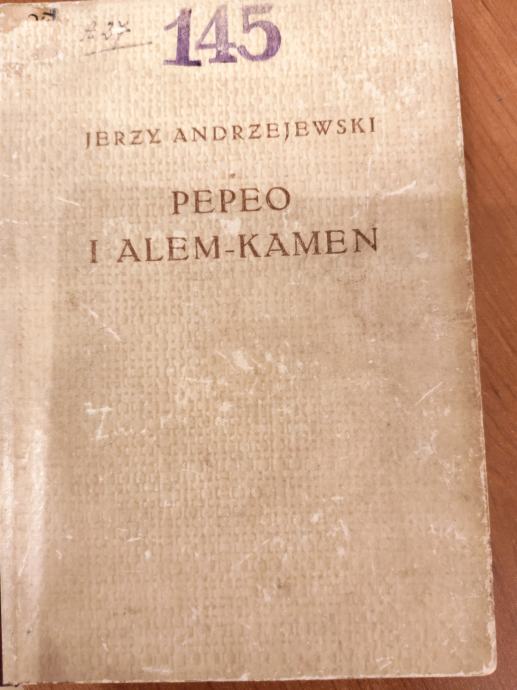 145
JERZY ANDRZEJEWSKI
PEPEO
I ALEM-KAMEN